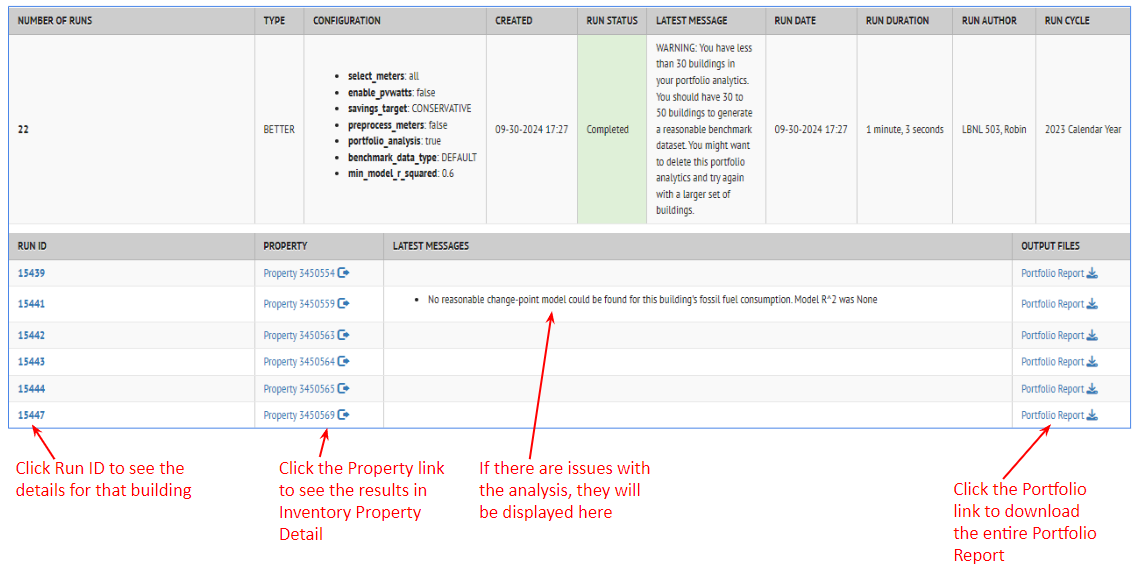 NUMBER OF RUNS TYPE CONFIGURATION CREATED RUN STATUS LATEST MESSAGE RUN DATE RUN DURATION RUN AUTHOR RUN CYCLE
22 BETTER
• select_meters: all
• enable_pvwatts: false
• savings_target: CONSERVATIVE
• preprocess_meters: false
• portfolio_analysis: true
• benchmark_data_type: DEFAULT
• min_model_r_squared: 0.6
09-30-2024 17:27 Completed
WARNING: You have less
than 30 buildings in
your portfolio analytics.
You should have 30 to
50 buildings to generate
a reasonable benchmark
dataset. You might want
to delete this portfolio
analytics and try again
with a larger set of
buildings.
09-30-2024 17:27 1 minute, 3 seconds LBNL 503, Robin 2023 Calendar Year
RUN ID PROPERTY LATEST MESSAGES OUTPUT FILES
15439 Property 3450554 Portfolio Report
15441 Property 3450559 • No reasonable change-point model could be found for this building's fossil fuel consumption. Model R^2 was None Portfolio Report
15442 Property 3450563 Portfolio Report
15443 Property 3450564 Portfolio Report
15444 Property 3450565 Portfolio Report
15447 Property 3450569 Portfolio Report
Click Run ID to see the
details for that building
Click the Property link
to see the results in
Inventory Property
Detail
If there are issues with
the analysis, they will
be displayed here
Click the Portfolio
link to download
the entire Portfolio
Report